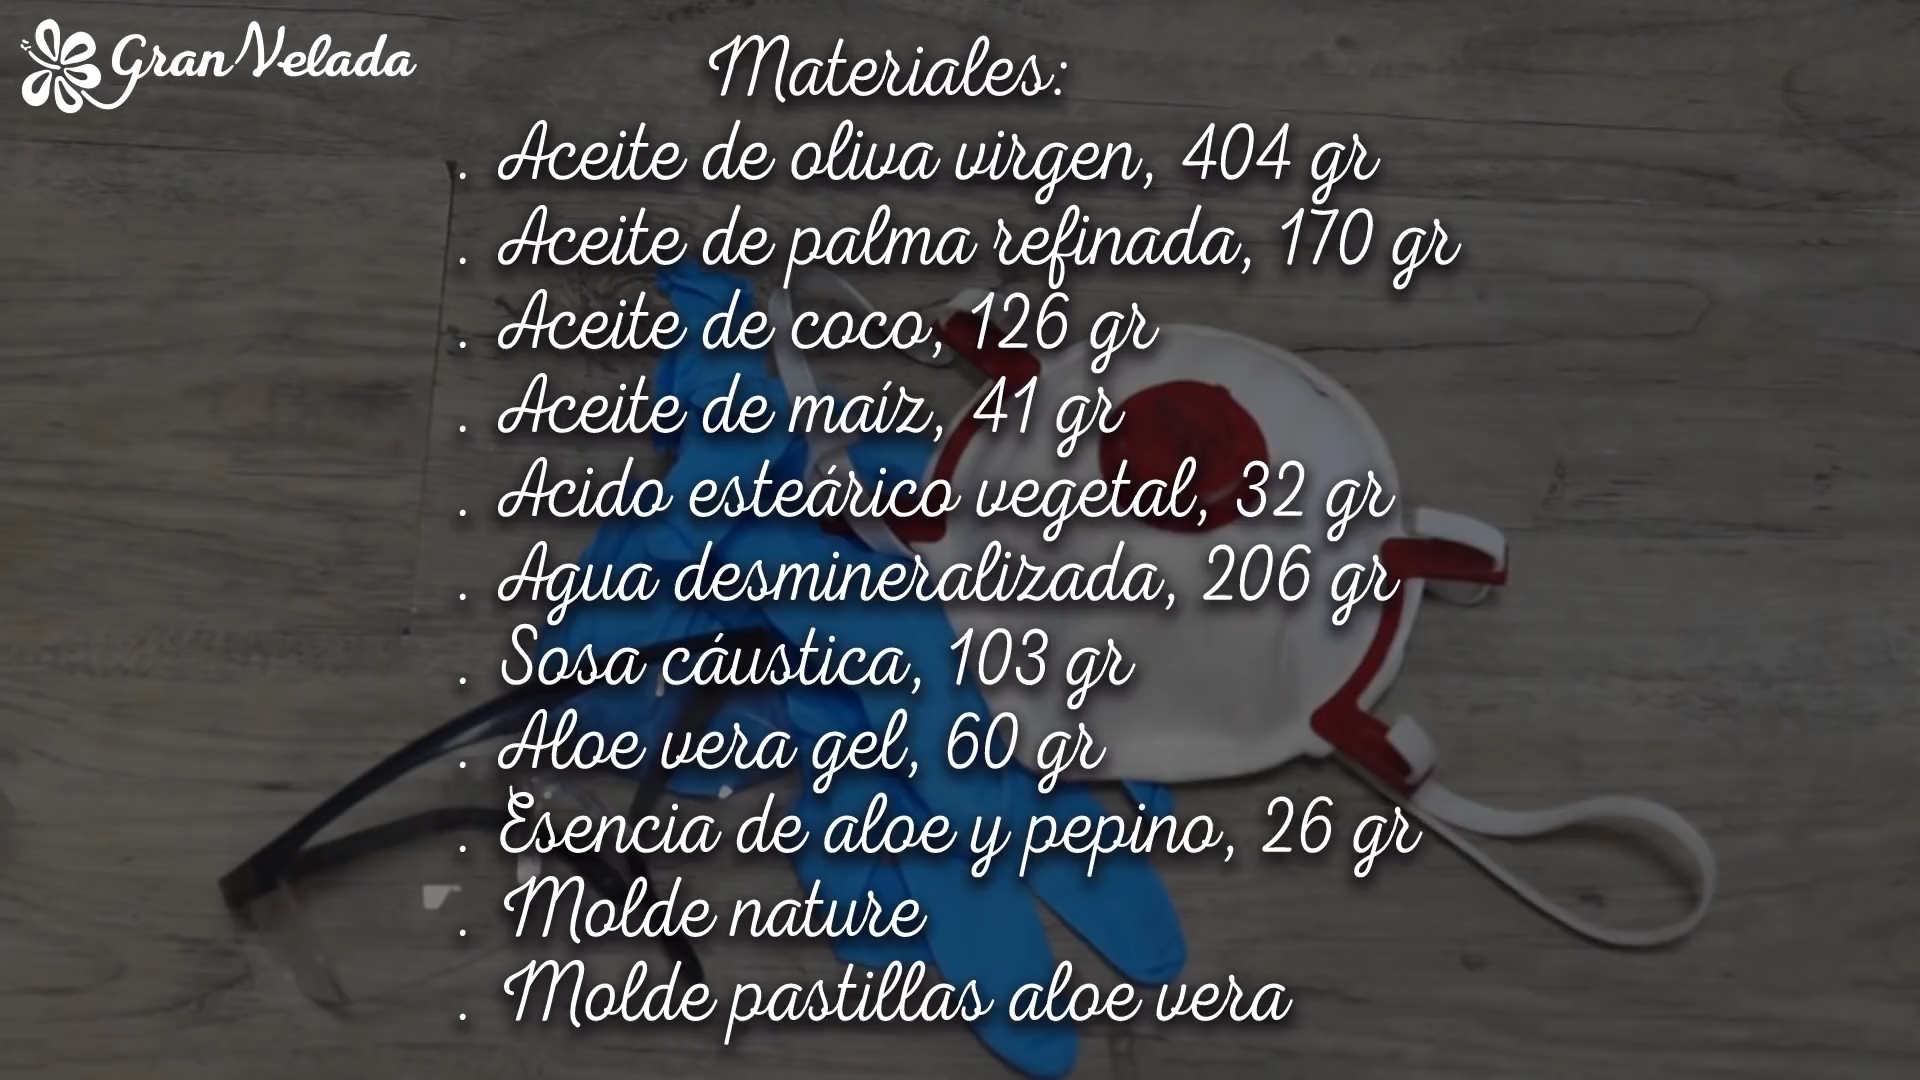 Gran Velada
Materiales:
. Aceite de oliva virgen, 404 gr
. Aceite de palma refinada, 170 gr
. Aceite de coco, 126 gr
. Aceite de maíz, 41 gr
. Acido esteárico vegetal, 32 gr
. Agua desmineralizada, 206 gr
. Sosa cáustica, 103 gr
. Aloe vera gel, 60 gr
. Esencia de aloe y pepino, 26 gr
. Molde nature
. Molde pastillas aloe vera